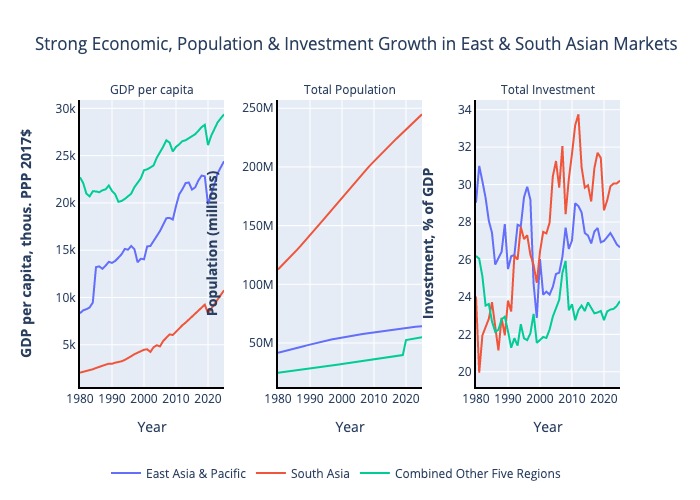 Strong Economic, Population & Investment Growth in East & South Asian Markets
GDP per capita
Total Population
Total Investment
GDP per capita, thous. PPP 2017$
30k
25k
20k
15k
10k
5k
1980 1990 2000 2010 2020
Year
Population (millions)
250M
200M
150M
100M
50M
1980 1990 2000 2010 2020
Year
Investment, % of GDP
34
32
30
28
26
24
22
20
1980 1990 2000 2010 2020
Year
East Asia & Pacific
South Asia
Combined Other Five Regions